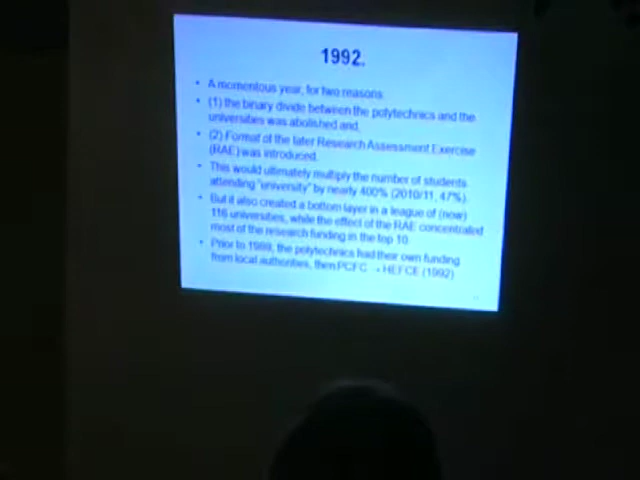 1992.
• A momentous year, for two reasons:
• (1) the binary divide between the polytechnics and the
universities was abolished and,
• (2) Format of the later Research Assessment Exercise
(RAE) was introduced.
• This would ultimately multiply the number of students
attending "university" by nearly 400% (2010/11, 47%).
• But it also created a bottom layer in a league of (now)
116 universities, while the effect of the RAE concentrated
most of the research funding in the top 10.
• Prior to 1989, the polytechnics had their own funding
from local authorities, then PCFC → HEFCE (1992)